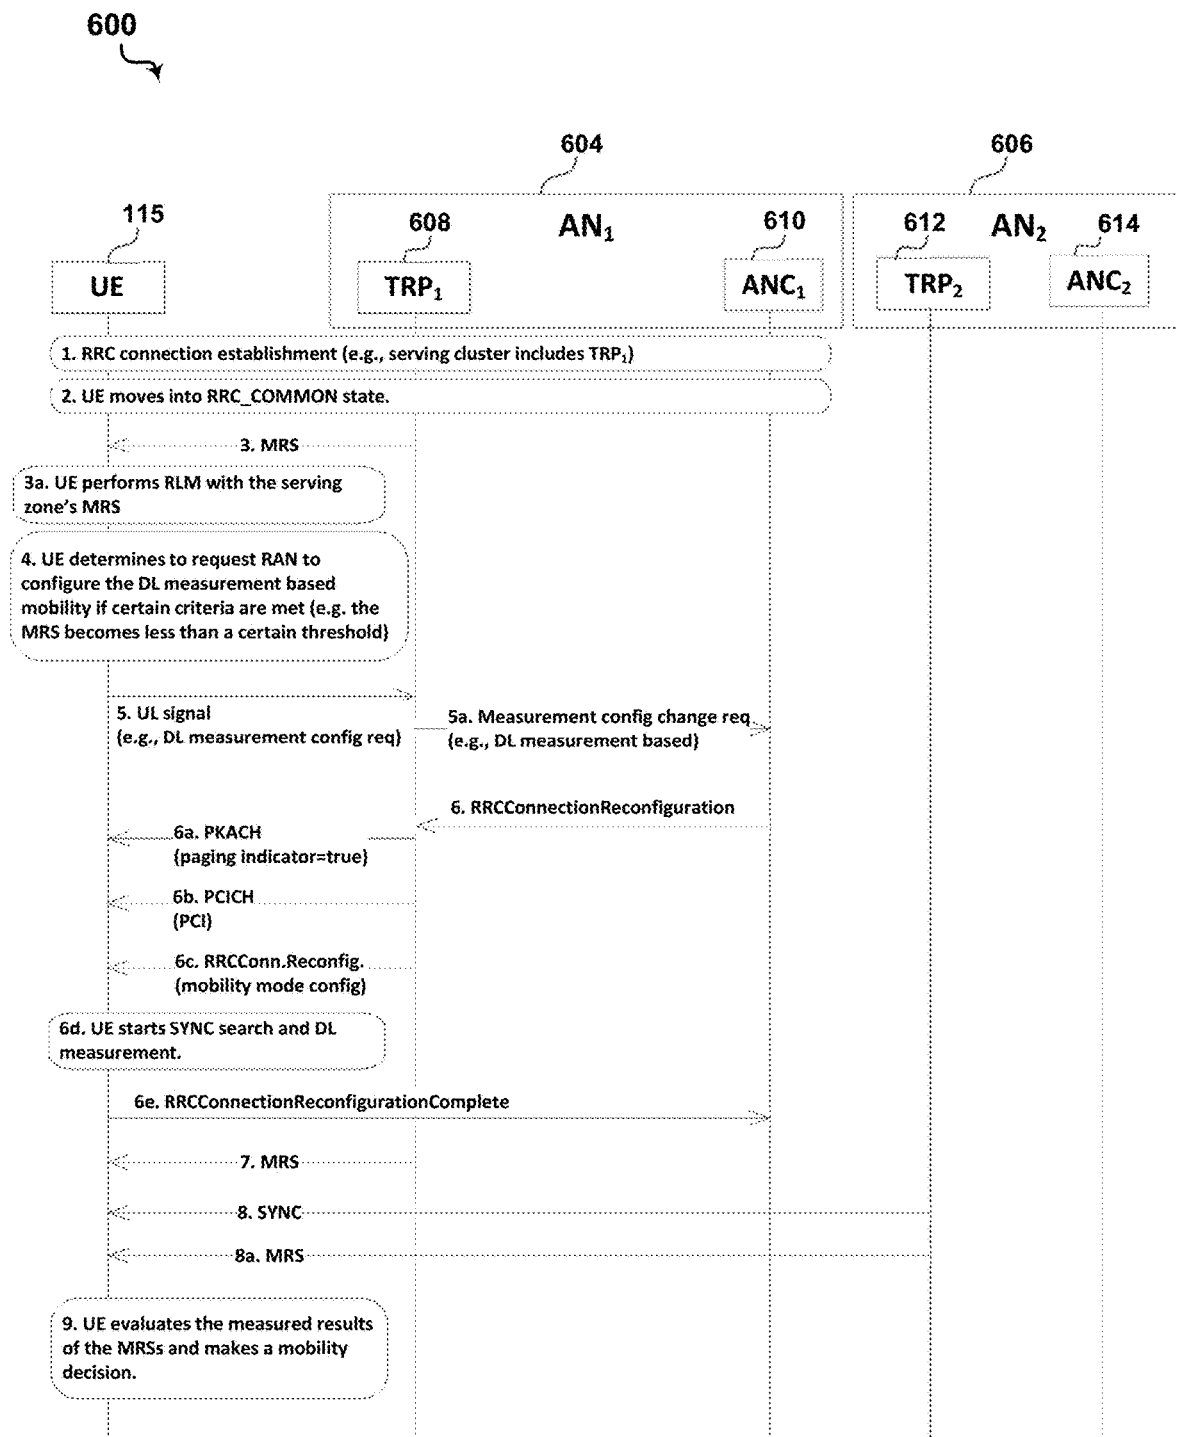 600
604
606
115
608
AN₁
610
612
AN₂
614
UE
TRP₁
ANC₁
TRP₂
ANC₂
1. RRC connection establishment (e.g., serving cluster includes TRP₁)
2. UE moves into RRC_COMMON state.
3. MRS
3a. UE performs RLM with the serving
zone's MRS
4. UE determines to request RAN to
configure the DL measurement based
mobility if certain criteria are met (e.g. the
MRS becomes less than a certain threshold)
5. UL signal
(e.g., DL measurement config req)
5a. Measurement config change req
(e.g., DL measurement based)
6. RRCConnectionReconfiguration
6a. PKACH
(paging indicator=true)
6b. PCICH
(PCI)
6c. RRCConn.Reconfig.
(mobility mode config)
6d. UE starts SYNC search and DL
measurement.
6e. RRCConnectionReconfigurationComplete
7. MRS
8. SYNC
8a. MRS
9. UE evaluates the measured results
of the MRSs and makes a mobility
decision.